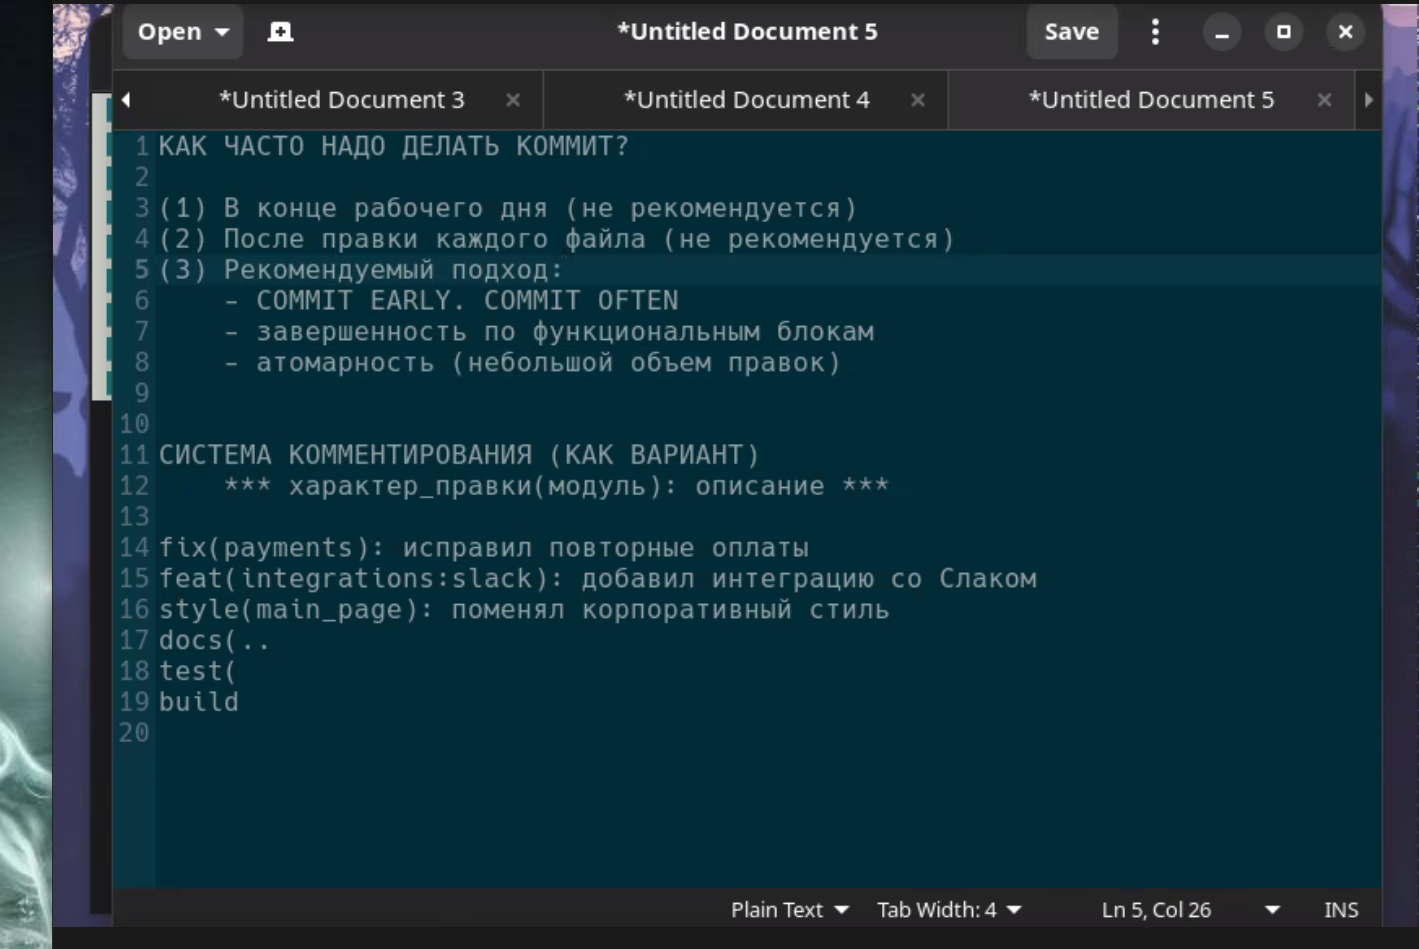 Open
*Untitled Document 5
Save
*Untitled Document 3
*Untitled Document 4
*Untitled Document 5
1 КАК ЧАСТО НАДО ДЕЛАТЬ КОММИТ?
2
3 (1) В конце рабочего дня (не рекомендуется)
4 (2) После правки каждого файла (не рекомендуется)
5 (3) Рекомендуемый подход:
6 - COMMIT EARLY. COMMIT OFTEN
7 - завершенность по функциональным блокам
8 - атомарность (небольшой объем правок)
9
10
11 СИСТЕМА КОММЕНТИРОВАНИЯ (КАК ВАРИАНТ)
12 *** характер_правки(модуль): описание ***
13
14 fix(payments): исправил повторные оплаты
15 feat(integrations:slack): добавил интеграцию со Слаком
16 style(main_page): поменял корпоративный стиль
17 docs(..
18 test(
19 build
20
Plain Text
Tab Width: 4
Ln 5, Col 26
INS